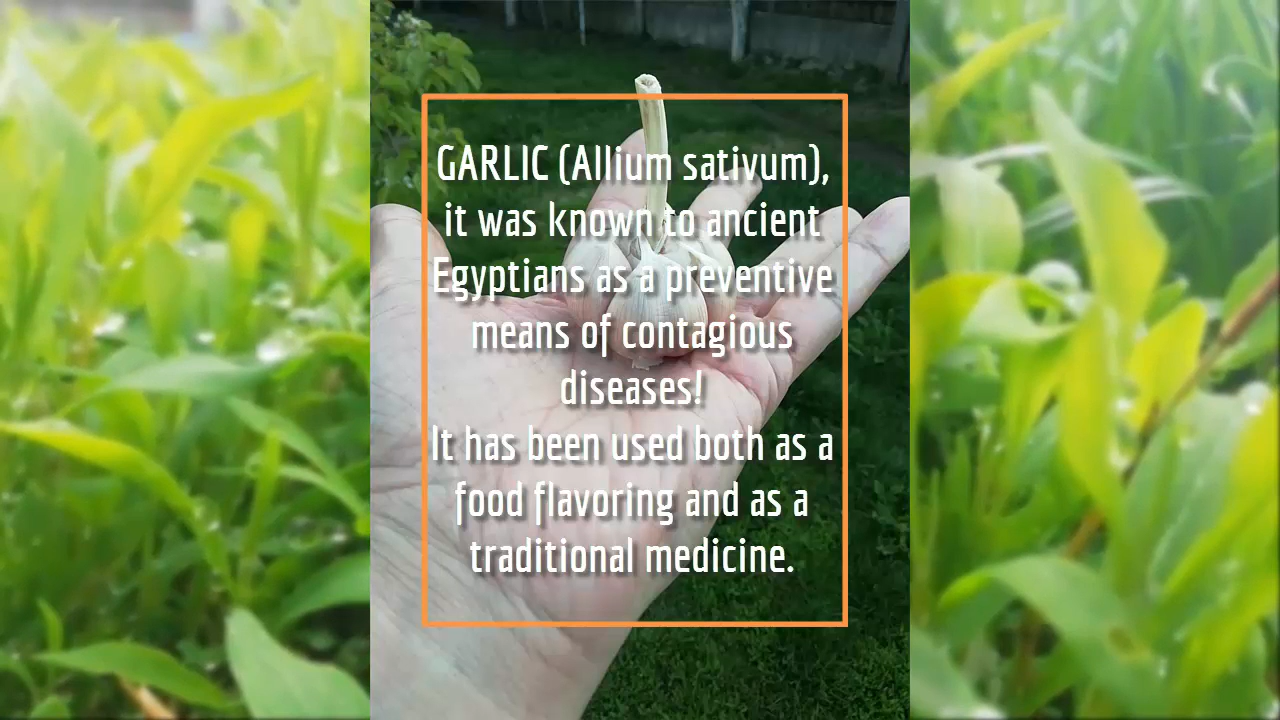 GARLIC (Allium sativum),
it was known to ancient
Egyptians as a preventive
means of contagious
diseases!
It has been used both as a
food flavoring and as a
traditional medicine.